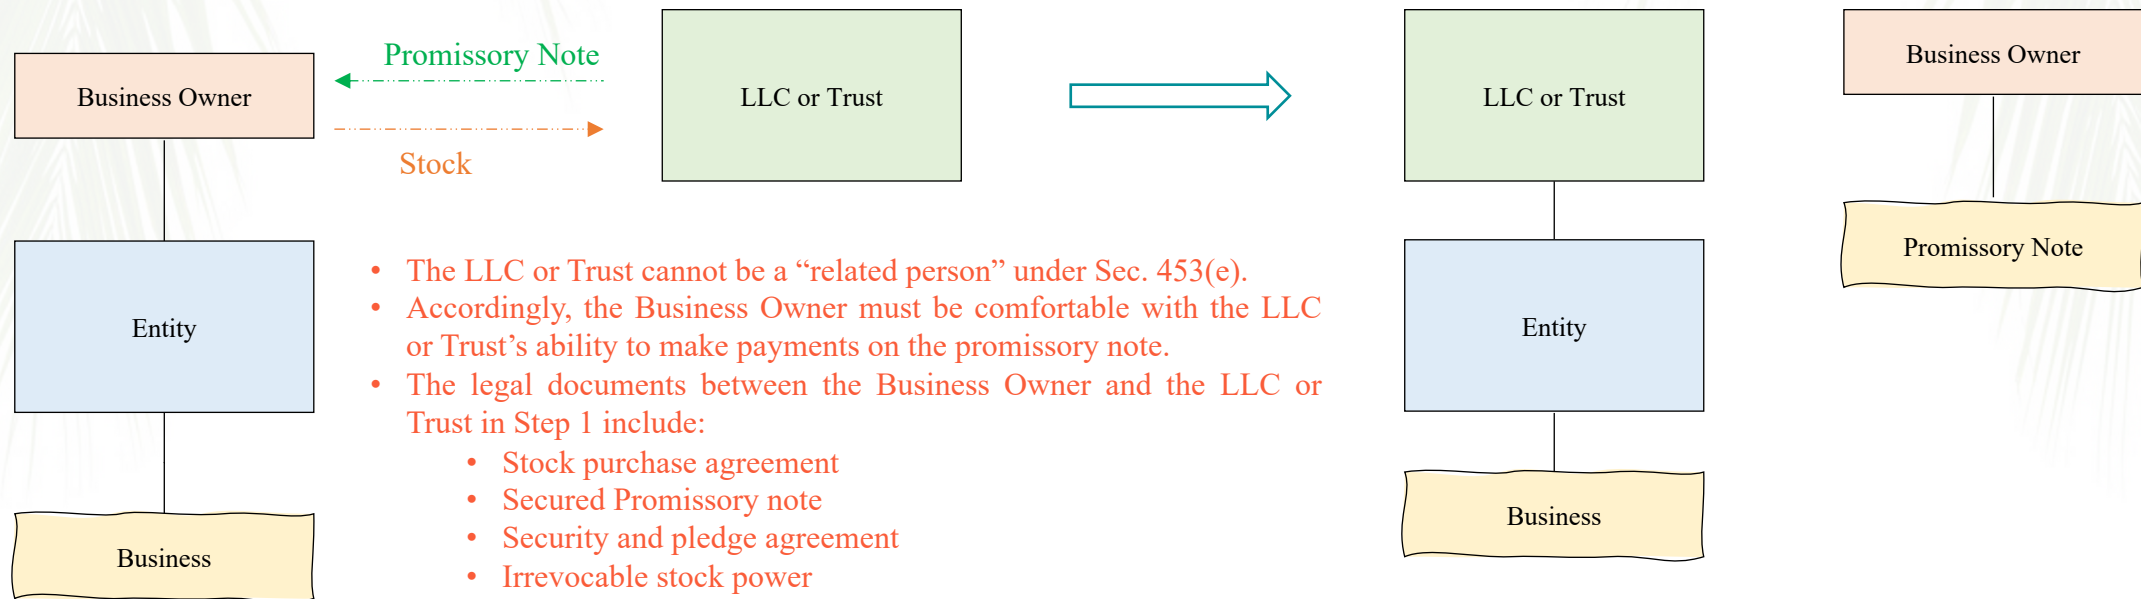 Business Owner
Promissory Note
Stock
LLC or Trust
LLC or Trust
Business Owner
Entity
Business
• The LLC or Trust cannot be a “related person” under Sec. 453(e).
• Accordingly, the Business Owner must be comfortable with the LLC
or Trust’s ability to make payments on the promissory note.
• The legal documents between the Business Owner and the LLC or
Trust in Step 1 include:
• Stock purchase agreement
• Secured Promissory note
• Security and pledge agreement
• Irrevocable stock power
Entity
Business
Promissory Note